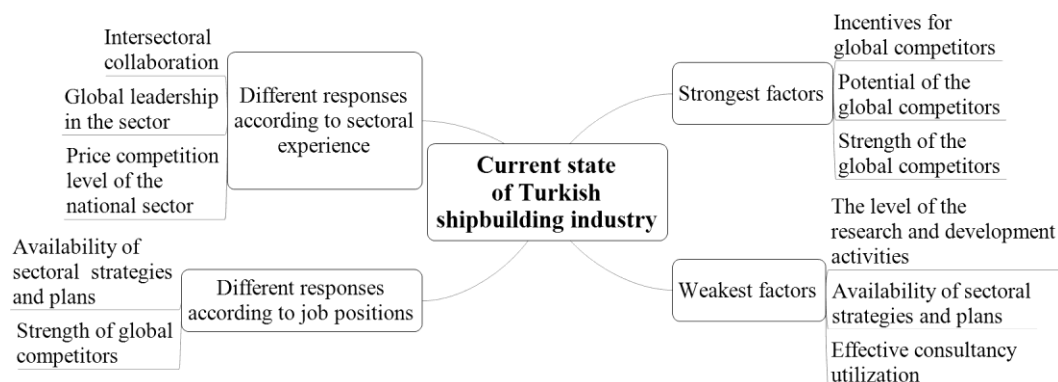 Intersectoral
collaboration
Global leadership
in the sector
Price competition
level of the
national sector
Different responses
according to sectoral
experience
Availability of
sectoral strategies
and plans
Strength of global
competitors
Different responses
according to job positions
Current state
of Turkish
shipbuilding industry
Strongest factors
Incentives for
global competitors
Potential of the
global competitors
Strength of the
global competitors
Weakest factors
The level of the
research and development
activities
Availability of sectoral
strategies and plans
Effective consultancy
utilization